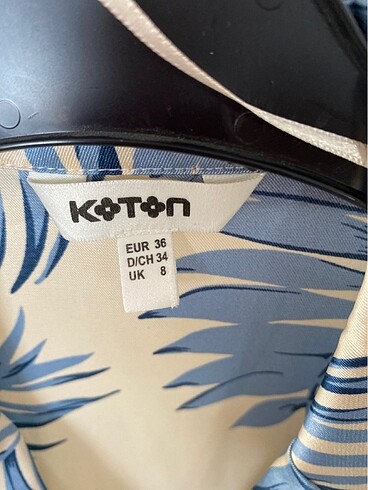 KOTON
EUR 36
D/CH 34
UK 8